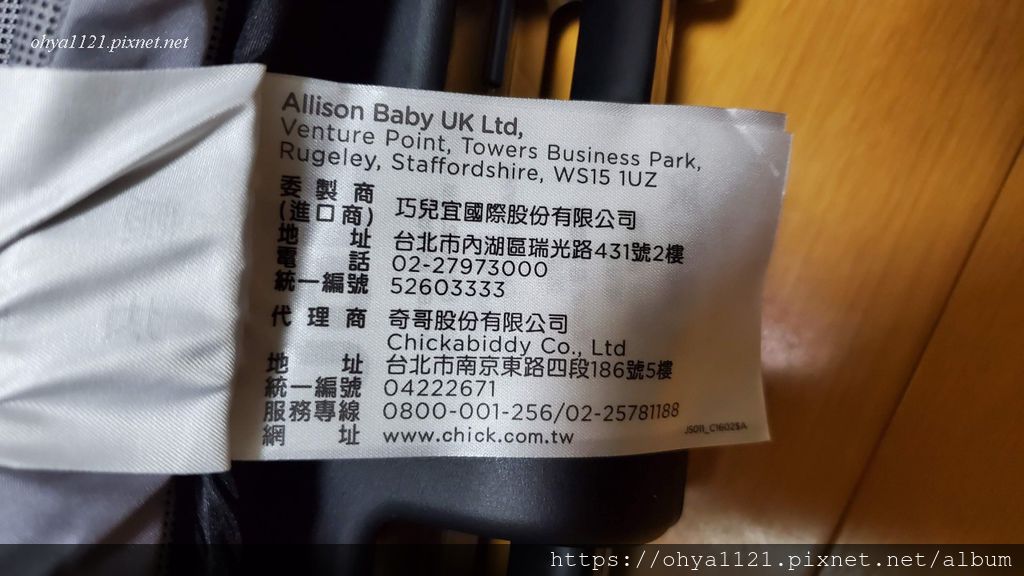 ohya1121.pixnet.net
Allison Baby UK Ltd,
Venture Point, Towers Business Park,
Rugeley, Staffordshire, WS15 1UZ
委製商
(進口商) 巧兒宜國際股份有限公司
地 址 台北市內湖區瑞光路431號2樓
電 話 02-27973000
統一編號 52603333
代理商 奇哥股份有限公司
Chickabiddy Co., Ltd
地 址 台北市南京東路四段186號5樓
統一編號 04222671
服務專線 0800-001-256/02-25781188
網 址 www.chick.com.tw
JS011_C1602SA
https://ohya1121.pixnet.net/album